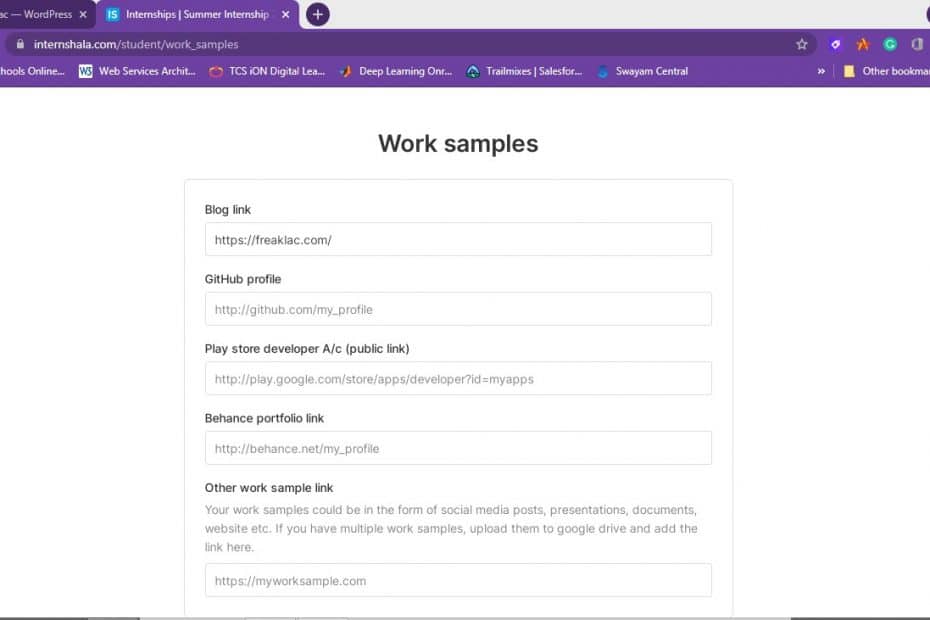 ac — WordPress
IS Internships | Summer Internship
internshala.com/student/work_samples
hools Online... W3 Web Services Archit... TCS iON Digital Lea... Deep Learning Onr... Trailmixes | Salesfor... Swayam Central » Other bookma
Work samples
Blog link
https://freaklac.com/
GitHub profile
http://github.com/my_profile
Play store developer A/c (public link)
http://play.google.com/store/apps/developer?id=myapps
Behance portfolio link
http://behance.net/my_profile
Other work sample link
Your work samples could be in the form of social media posts, presentations, documents,
website etc. If you have multiple work samples, upload them to google drive and add the
link here.
https://myworksample.com